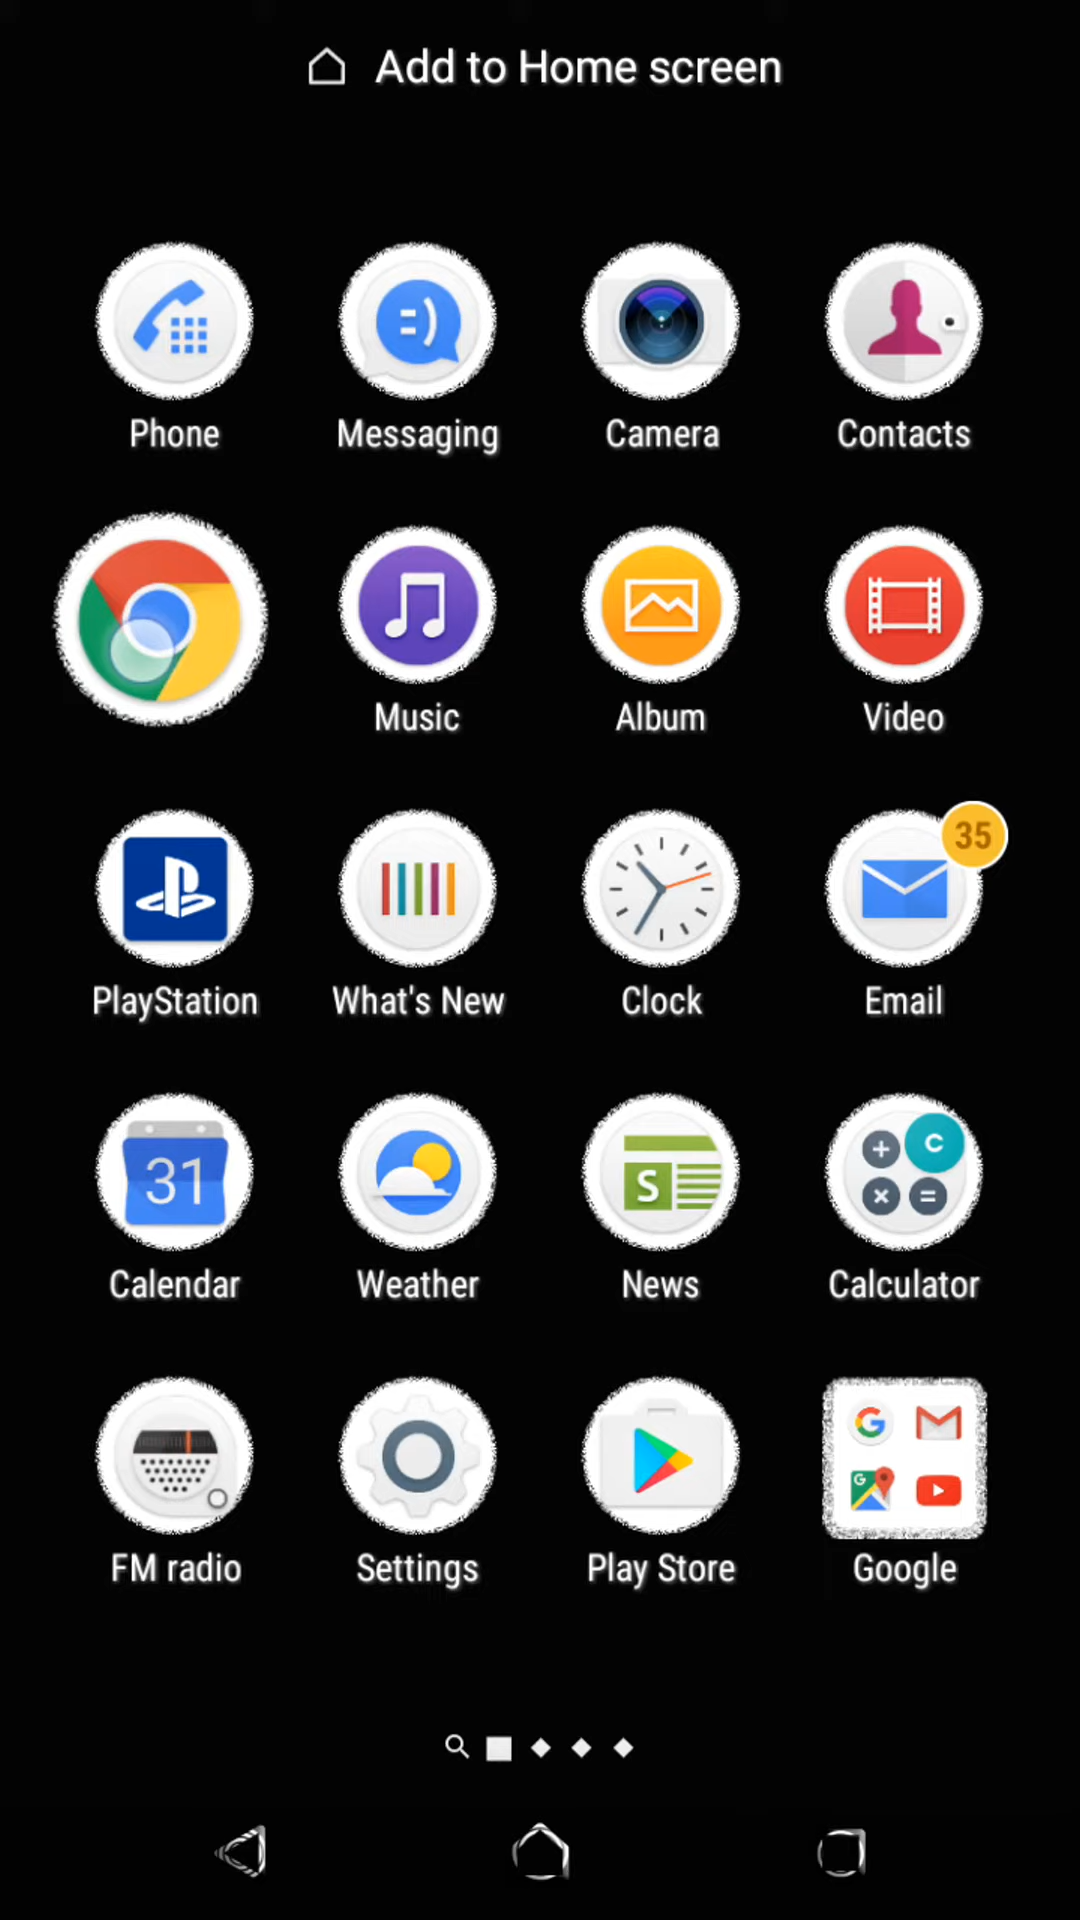 Add to Home screen
Phone
Messaging
Camera
Contacts
Music
Album
Video
35
PlayStation
What's New
Clock
Email
31
S
C
Calendar
Weather
News
Calculator
G
G
FM radio
Settings
Play Store
Google